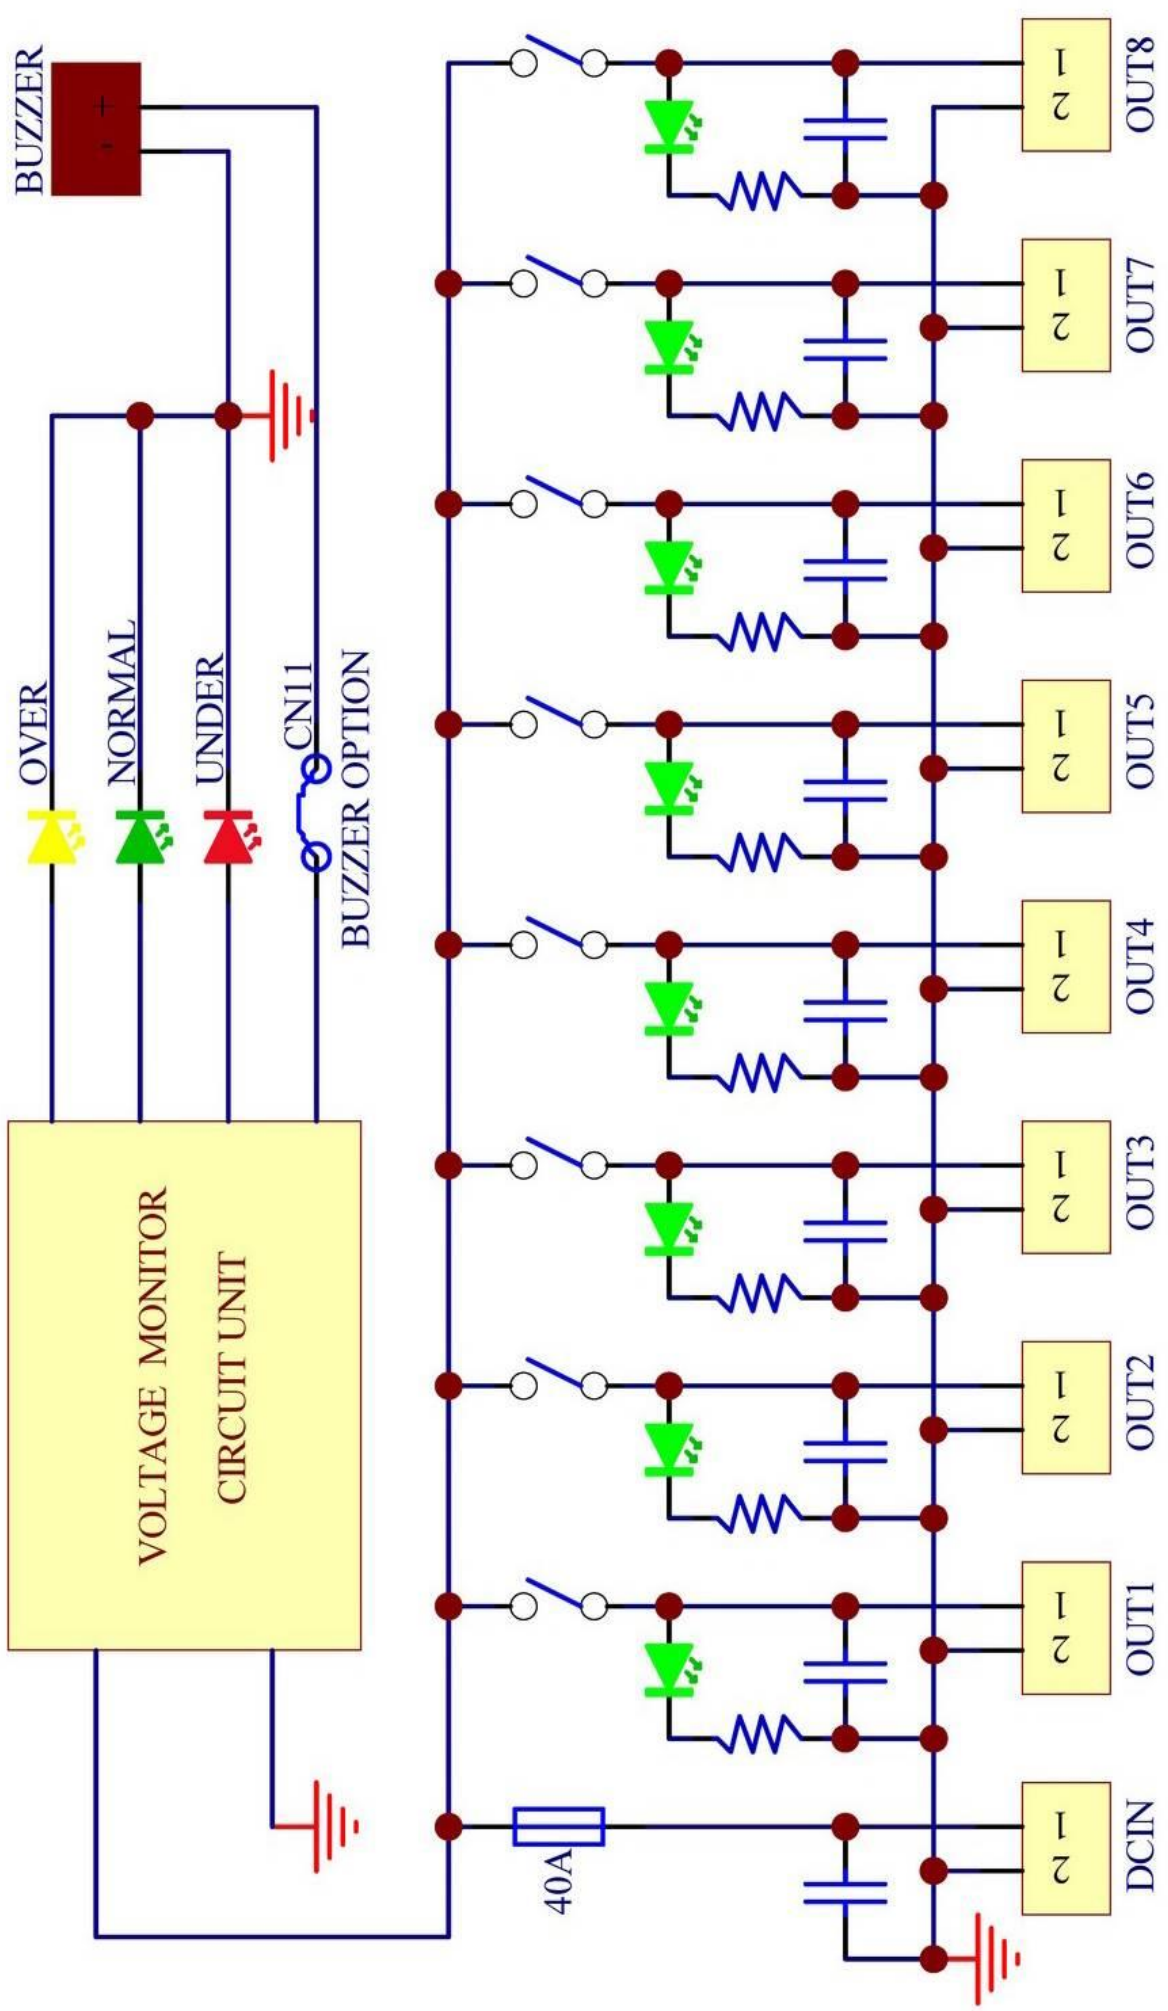 BUZZER
+
-
OVER
NORMAL
UNDER
CN11
BUZZER OPTION
VOLTAGE MONITOR
CIRCUIT UNIT
40A
1
2
DCIN
1
2
OUT1
1
2
OUT2
1
2
OUT3
1
2
OUT4
1
2
OUT5
1
2
OUT6
1
2
OUT7
1
2
OUT8